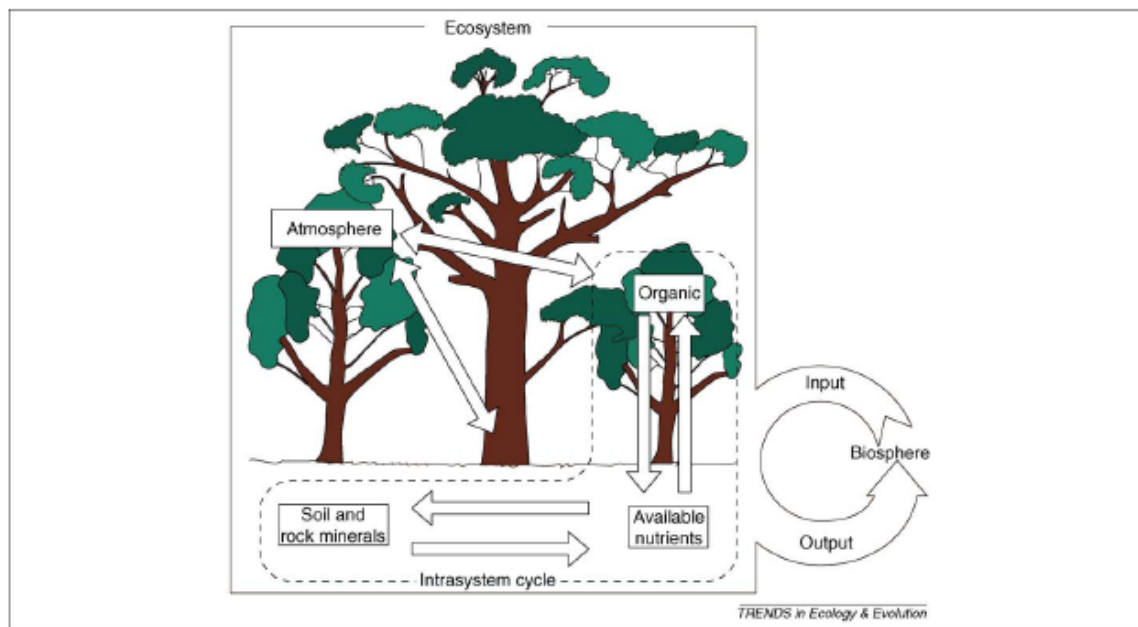 Ecosystem
Atmosphere
Organic
Input
Biosphere
Soil and
rock minerals
Available
nutrients
Output
Intrasystem cycle
TRENDS in Ecology & Evolution